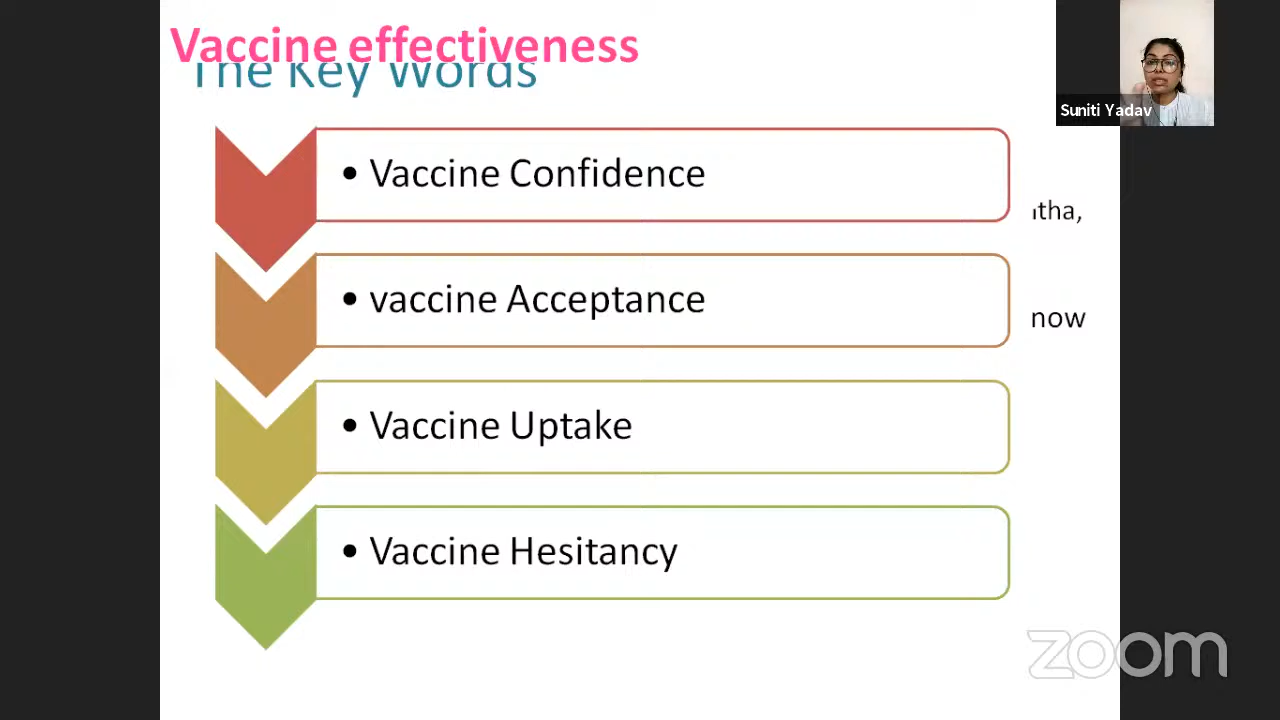 Vaccine effectiveness
The Key Words
Suniti Yadav
• Vaccine Confidence
• vaccine Acceptance
now
• Vaccine Uptake
• Vaccine Hesitancy
zoom